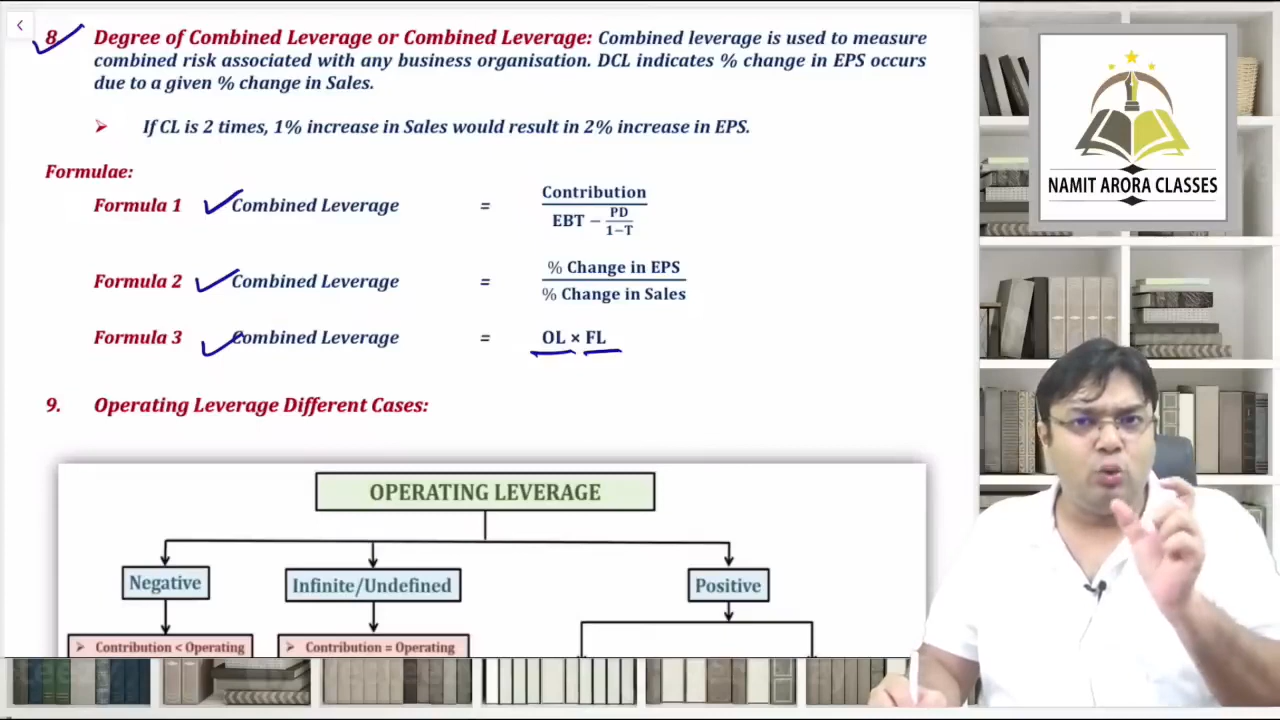 8. Degree of Combined Leverage or Combined Leverage: Combined leverage is used to measure
combined risk associated with any business organisation. DCL indicates % change in EPS occurs
due to a given % change in Sales.
➢ If CL is 2 times, 1% increase in Sales would result in 2% increase in EPS.
Formulae:
Formula 1 Combined Leverage = Contribution / EBT − PD/1−T
Formula 2 Combined Leverage = % Change in EPS / % Change in Sales
Formula 3 Combined Leverage = OL × FL
9. Operating Leverage Different Cases:
OPERATING LEVERAGE
Negative Infinite/Undefined Positive
➢ Contribution < Operating ➢ Contribution = Operating
NAMIT ARORA CLASSES